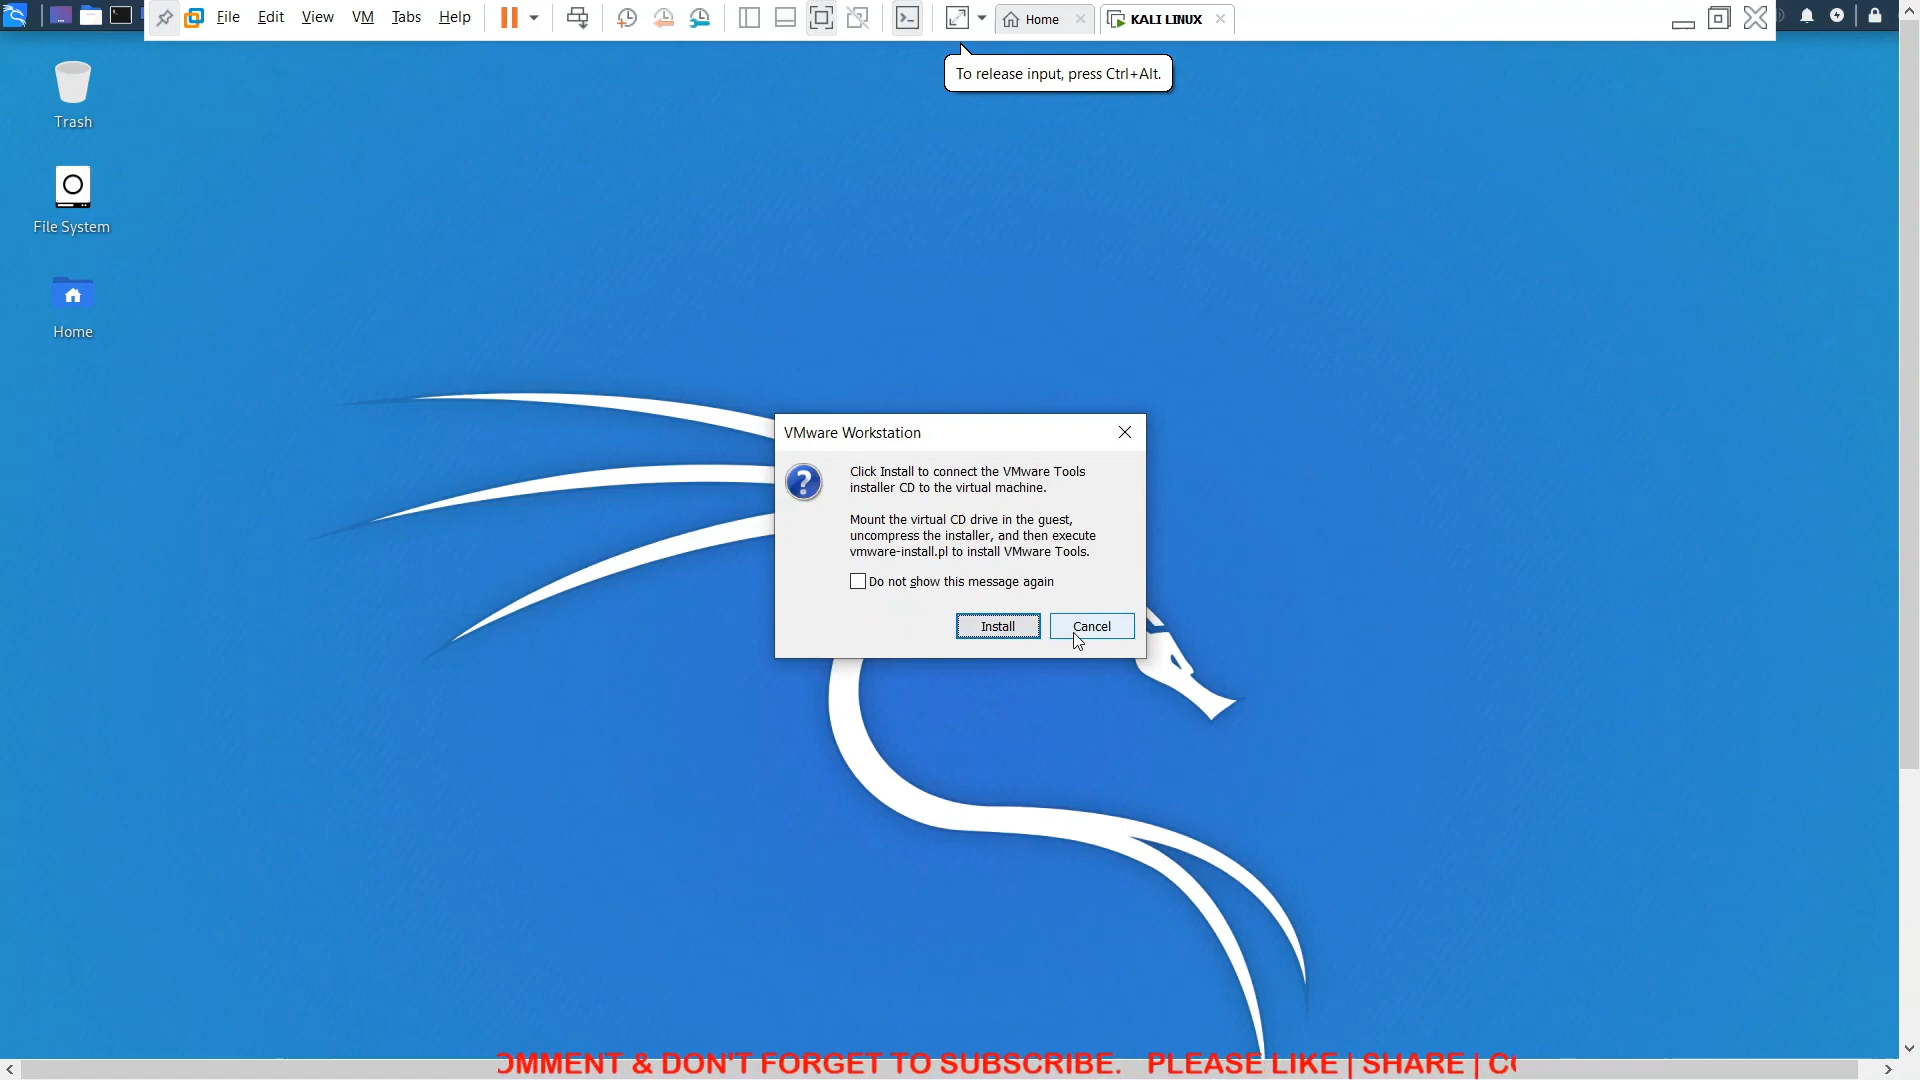 File Edit View VM Tabs Help
Home
KALI LINUX
To release input, press Ctrl+Alt.
Trash
File System
Home
VMware Workstation
Click Install to connect the VMware Tools
installer CD to the virtual machine.
Mount the virtual CD drive in the guest,
uncompress the installer, and then execute
vmware-install.pl to install VMware Tools.
Do not show this message again
Install Cancel
OMMENT & DON'T FORGET TO SUBSCRIBE. PLEASE LIKE | SHARE | C